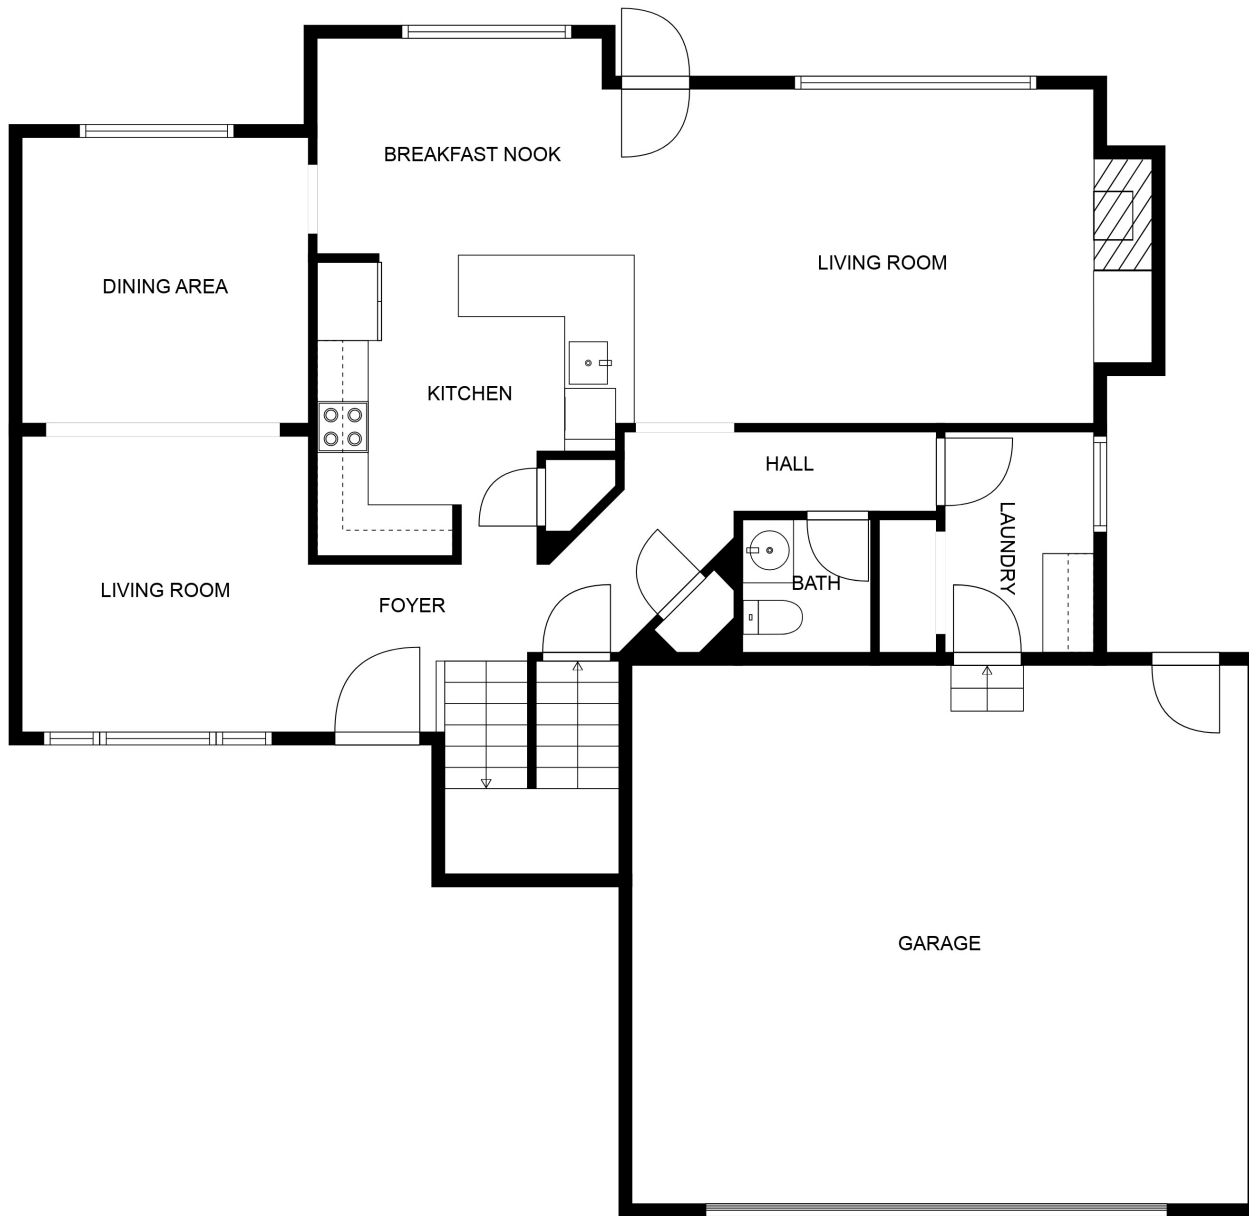 BREAKFAST NOOK
LIVING ROOM
DINING AREA
KITCHEN
HALL
LAUNDRY
BATH
LIVING ROOM
FOYER
GARAGE